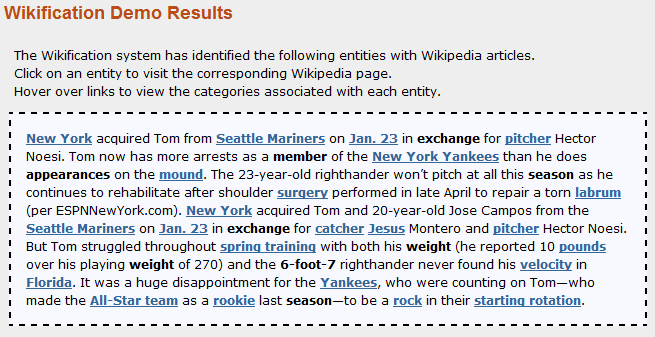 Wikification Demo Results
The Wikification system has identified the following entities with Wikipedia articles.
Click on an entity to visit the corresponding Wikipedia page.
Hover over links to view the categories associated with each entity.
New York acquired Tom from Seattle Mariners on Jan. 23 in exchange for pitcher Hector
Noesi. Tom now has more arrests as a member of the New York Yankees than he does
appearances on the mound. The 23-year-old righthander won't pitch at all this season as he
continues to rehabilitate after shoulder surgery performed in late April to repair a torn labrum
(per ESPNNewYork.com). New York acquired Tom and 20-year-old Jose Campos from the
Seattle Mariners on Jan. 23 in exchange for catcher Jesus Montero and pitcher Hector Noesi.
But Tom struggled throughout spring training with both his weight (he reported 10 pounds
over his playing weight of 270) and the 6-foot-7 righthander never found his velocity in
Florida. It was a huge disappointment for the Yankees, who were counting on Tom—who
made the All-Star team as a rookie last season—to be a rock in their starting rotation.